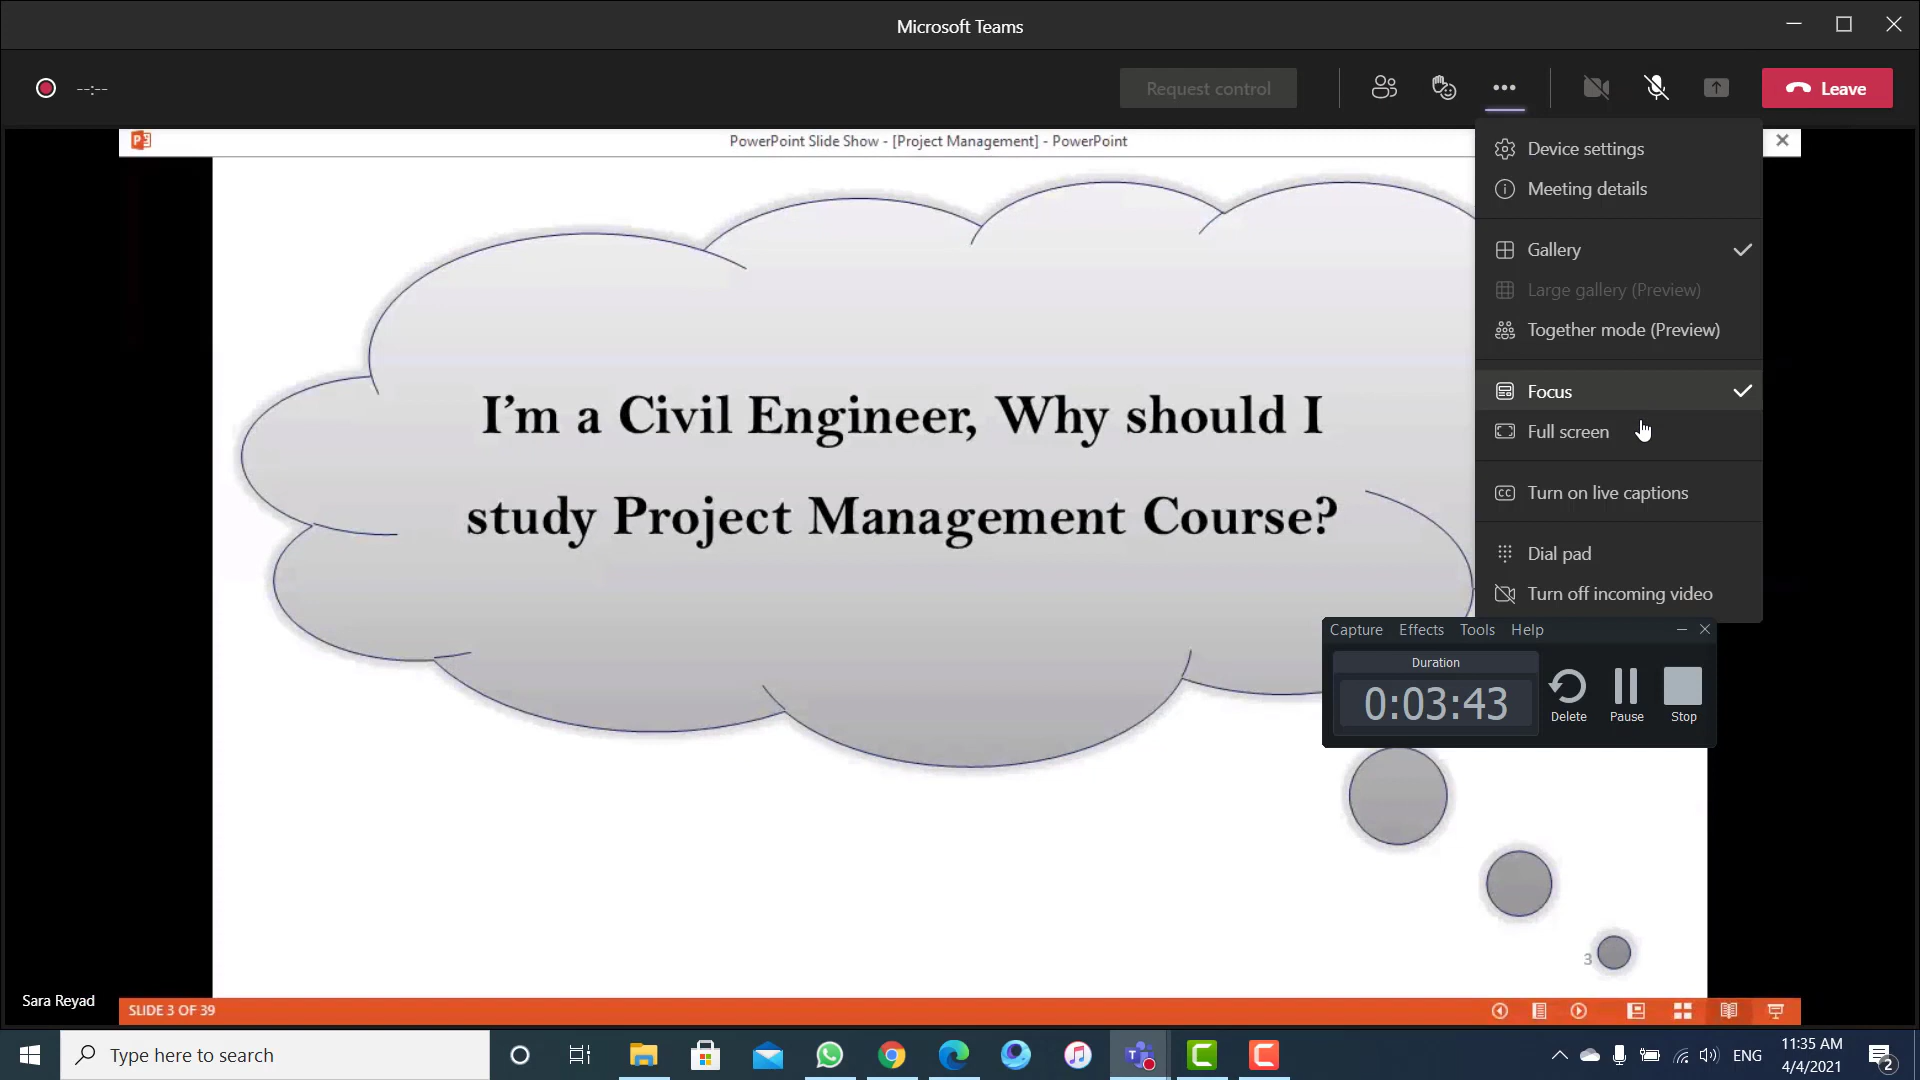 Microsoft Teams
--:--
Request control
Leave
PowerPoint Slide Show - [Project Management] - PowerPoint
Device settings
Meeting details
Gallery
Large gallery (Preview)
Together mode (Preview)
Focus
Full screen
Turn on live captions
Dial pad
Turn off incoming video
I'm a Civil Engineer, Why should I
study Project Management Course?
Capture Effects Tools Help
Duration
0:03:43
Delete Pause Stop
3
Sara Reyad
SLIDE 3 OF 39
Type here to search
ENG
11:35 AM
4/4/2021
2